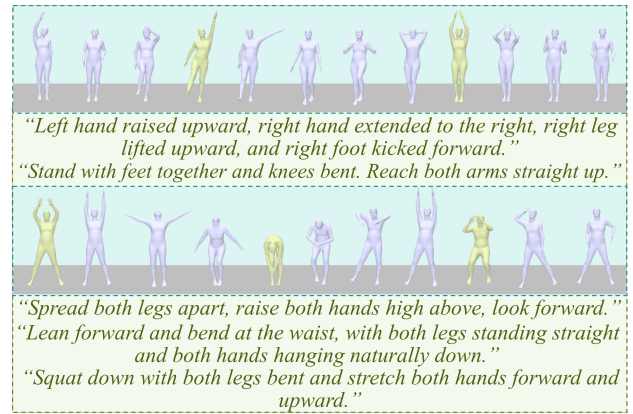 “Left hand raised upward, right hand extended to the right, right leg
lifted upward, and right foot kicked forward.”
“Stand with feet together and knees bent. Reach both arms straight up.”
“Spread both legs apart, raise both hands high above, look forward.”
“Lean forward and bend at the waist, with both legs standing straight
and both hands hanging naturally down.”
“Squat down with both legs bent and stretch both hands forward and
upward.”